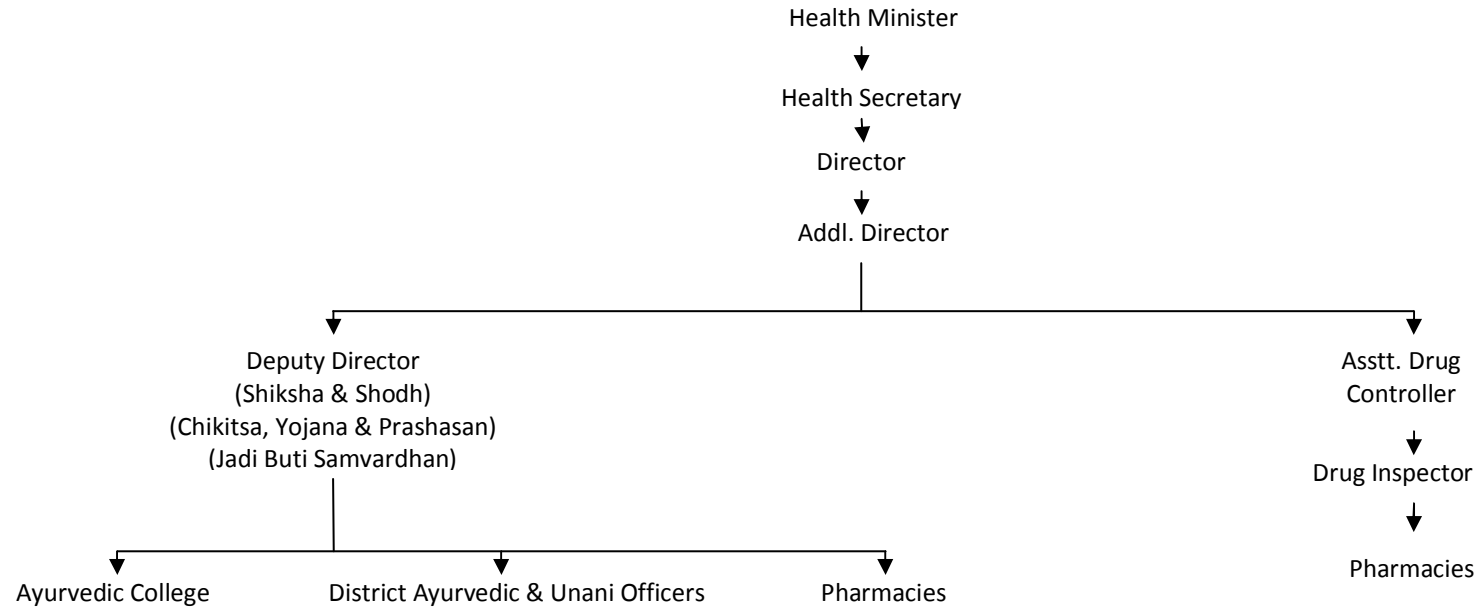 Health Minister
Health Secretary
Director
Addl. Director
Deputy Director
(Shiksha & Shodh)
(Chikitsa, Yojana & Prashasan)
(Jadi Buti Samvardhan)
Asstt. Drug
Controller
Drug Inspector
Pharmacies
Ayurvedic College
District Ayurvedic & Unani Officers
Pharmacies